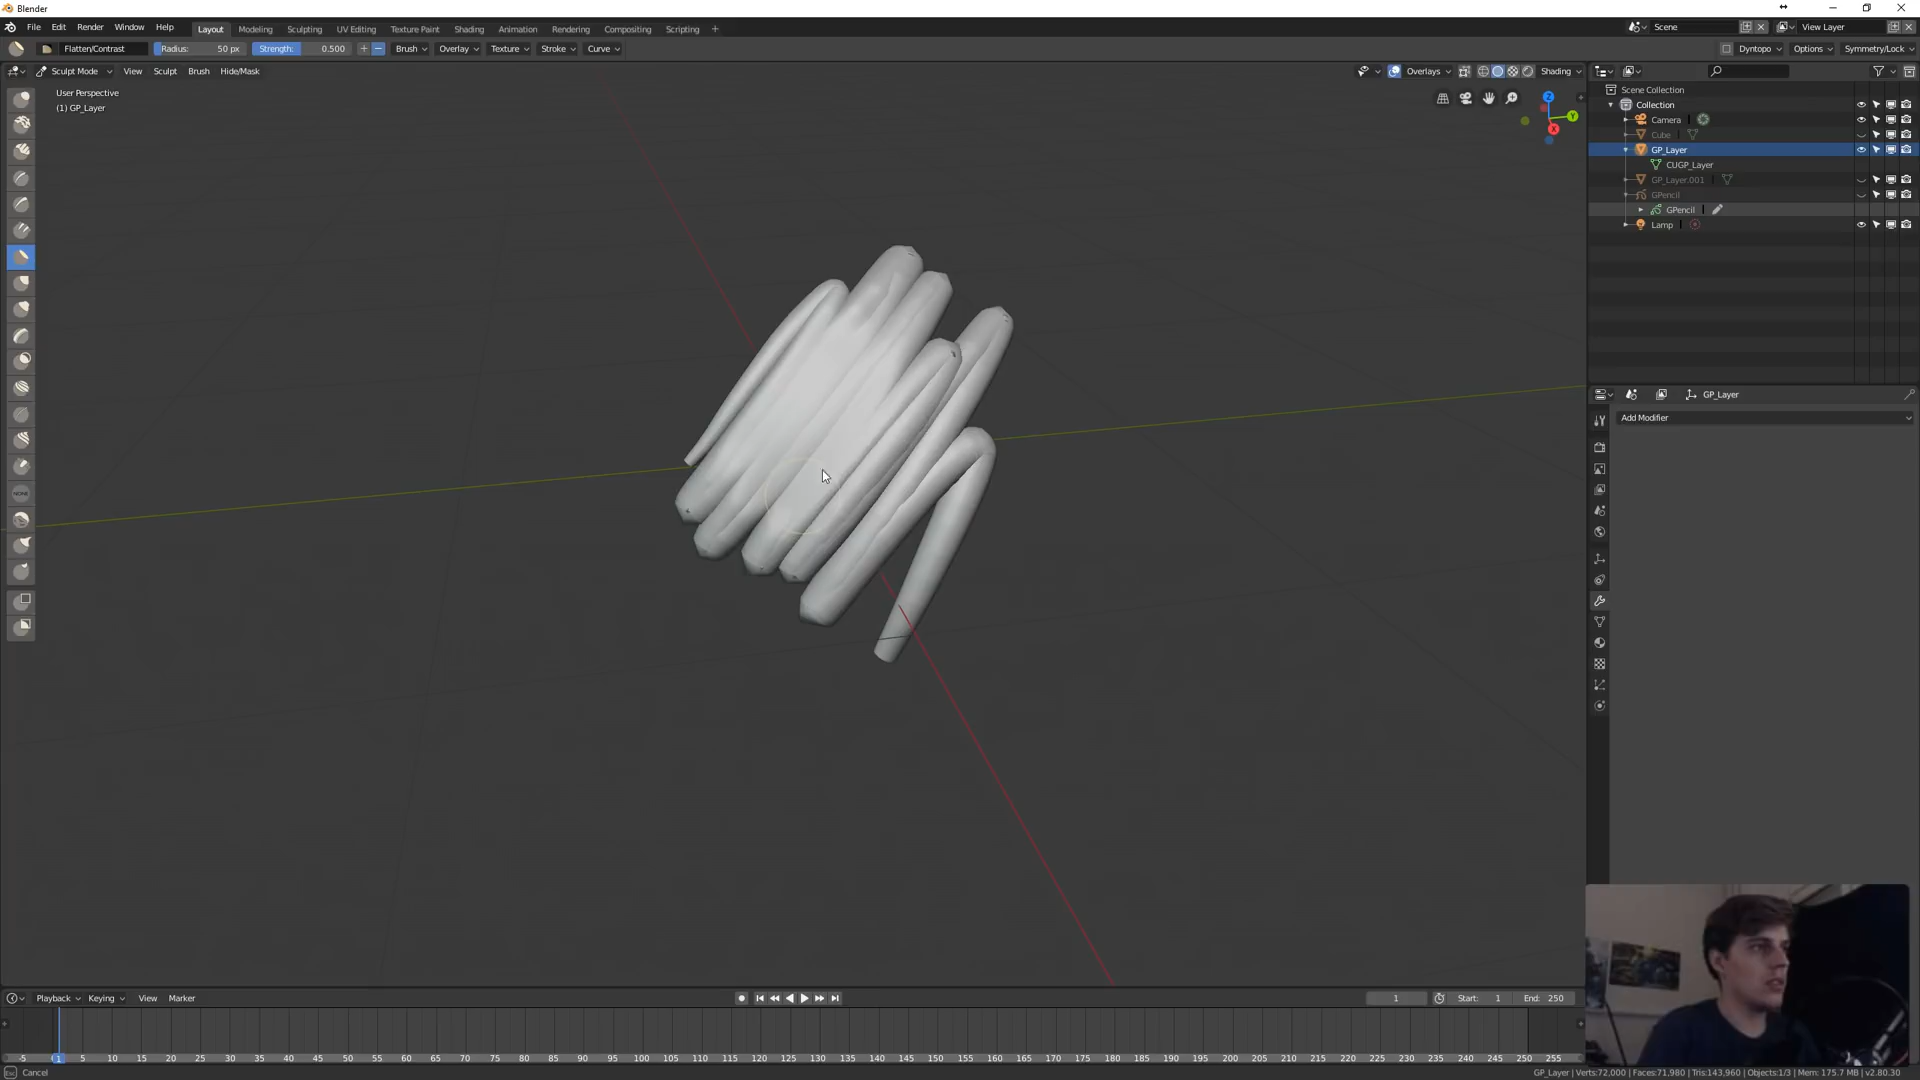 Blender
File Edit Render Window Help Layout Modeling Sculpting UV Editing Texture Paint Shading Animation Rendering Compositing Scripting + Scene View Layer
Flatten/Contrast Radius: 50 px Strength: 0.500 + − Brush Overlay Texture Stroke Curve Dyntopo Options Symmetry/Lock
Sculpt Mode View Sculpt Brush Hide/Mask Overlays Shading
User Perspective
(1) GP_Layer
Z
Y
X
Scene Collection
Collection
Camera
Cube
GP_Layer
CUGP_Layer
GP_Layer.001
GPencil
GPencil
Lamp
GP_Layer
Add Modifier
NONE
Playback Keying View Marker 1 Start: 1 End: 250
-5 1 5 10 15 20 25 30 35 40 45 50 55 60 65 70 75 80 85 90 95 100 105 110 115 120 125 130 135 140 145 150 155 160 165 170 175 180 185 190 195 200 205 210 215 220 225 230 235 240 245 250 255
Esc Cancel GP_Layer | Verts:72,000 | Faces:71,980 | Tris:143,960 | Objects:1/3 | Mem: 175.7 MB | v2.80.30